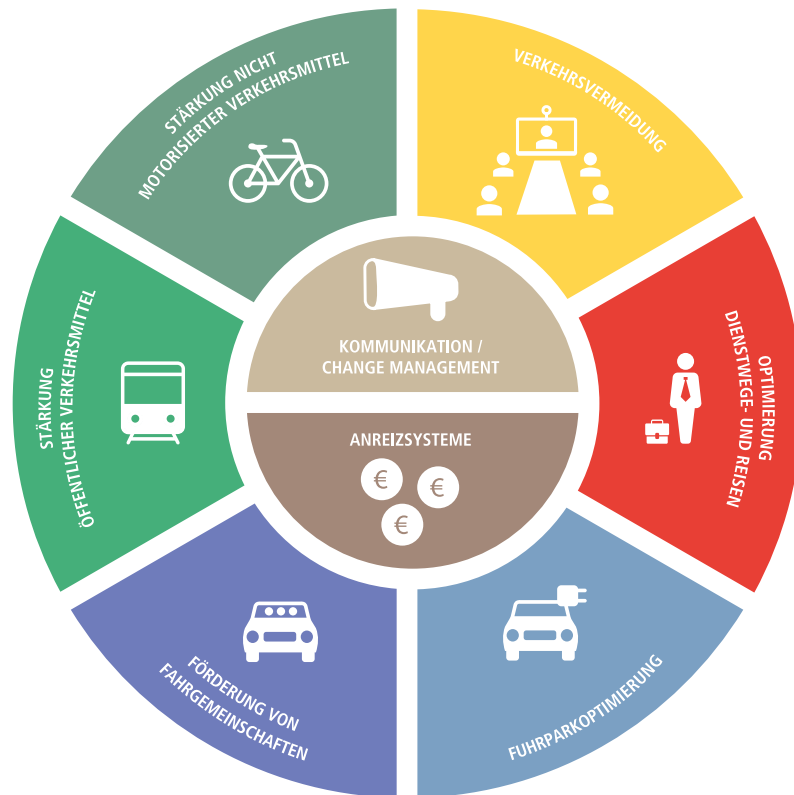 STÄRKUNG NICHT
MOTORISIERTER VERKEHRSMITTEL
VERKEHRSVERMEIDUNG
OPTIMIERUNG
DIENSTWEGE- UND REISEN
FUHRPARKOPTIMIERUNG
FÖRDERUNG VON
FAHRGEMEINSCHAFTEN
STÄRKUNG
ÖFFENTLICHER VERKEHRSMITTEL
KOMMUNIKATION /
CHANGE MANAGEMENT
ANREIZSYSTEME
€ €
€